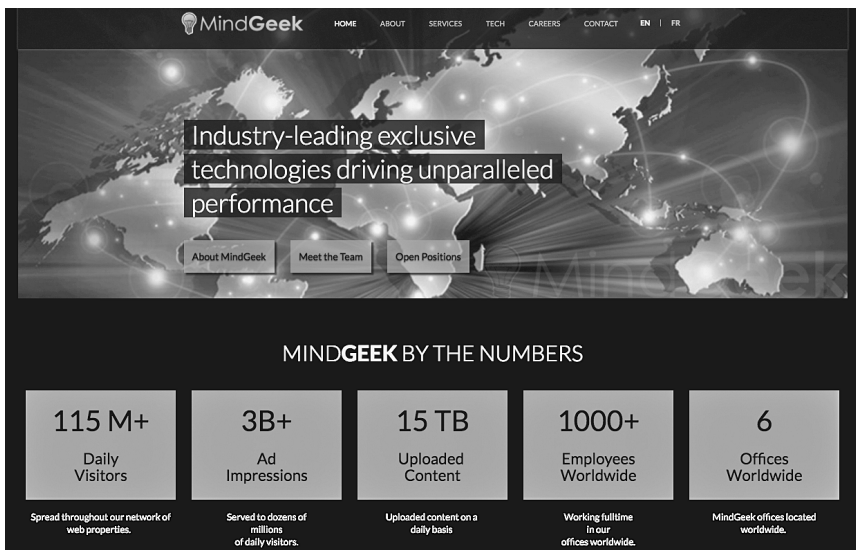 MindGeek
HOME ABOUT SERVICES TECH CAREERS CONTACT EN | FR
Industry-leading exclusive
technologies driving unparalleled
performance
About MindGeek Meet the Team Open Positions
MindGeek
MINDGEEK BY THE NUMBERS
115 M+
Daily
Visitors
Spread throughout our network of
web properties.
3B+
Ad
Impressions
Served to dozens of
millions
of daily visitors.
15 TB
Uploaded
Content
Uploaded content on a
daily basis
1000+
Employees
Worldwide
Working fulltime
in our
offices worldwide.
6
Offices
Worldwide
MindGeek offices located
worldwide.